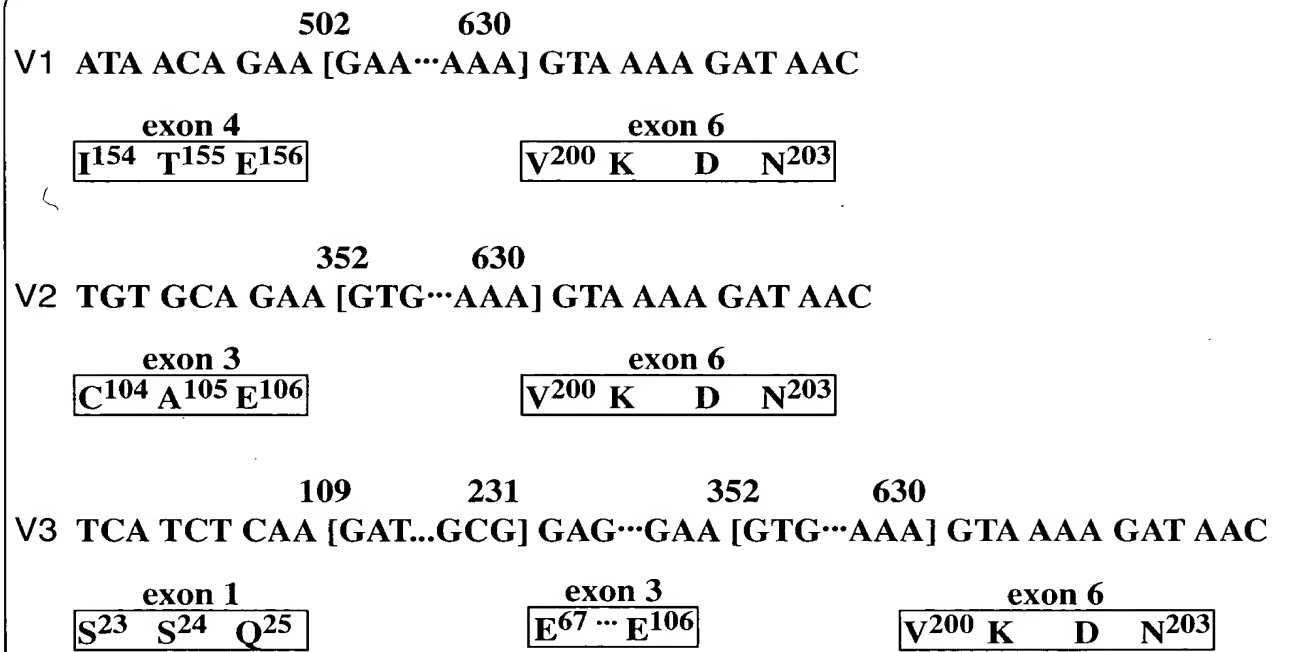 502 630
V1 ATA ACA GAA [GAA···AAA] GTA AAA GAT AAC
exon 4 exon 6
I154 T155 E156 V200 K D N203
352 630
V2 TGT GCA GAA [GTG···AAA] GTA AAA GAT AAC
exon 3 exon 6
C104 A105 E106 V200 K D N203
109 231 352 630
V3 TCA TCT CAA [GAT...GCG] GAG···GAA [GTG···AAA] GTA AAA GAT AAC
exon 1 exon 3 exon 6
S23 S24 Q25 E67 ··· E106 V200 K D N203